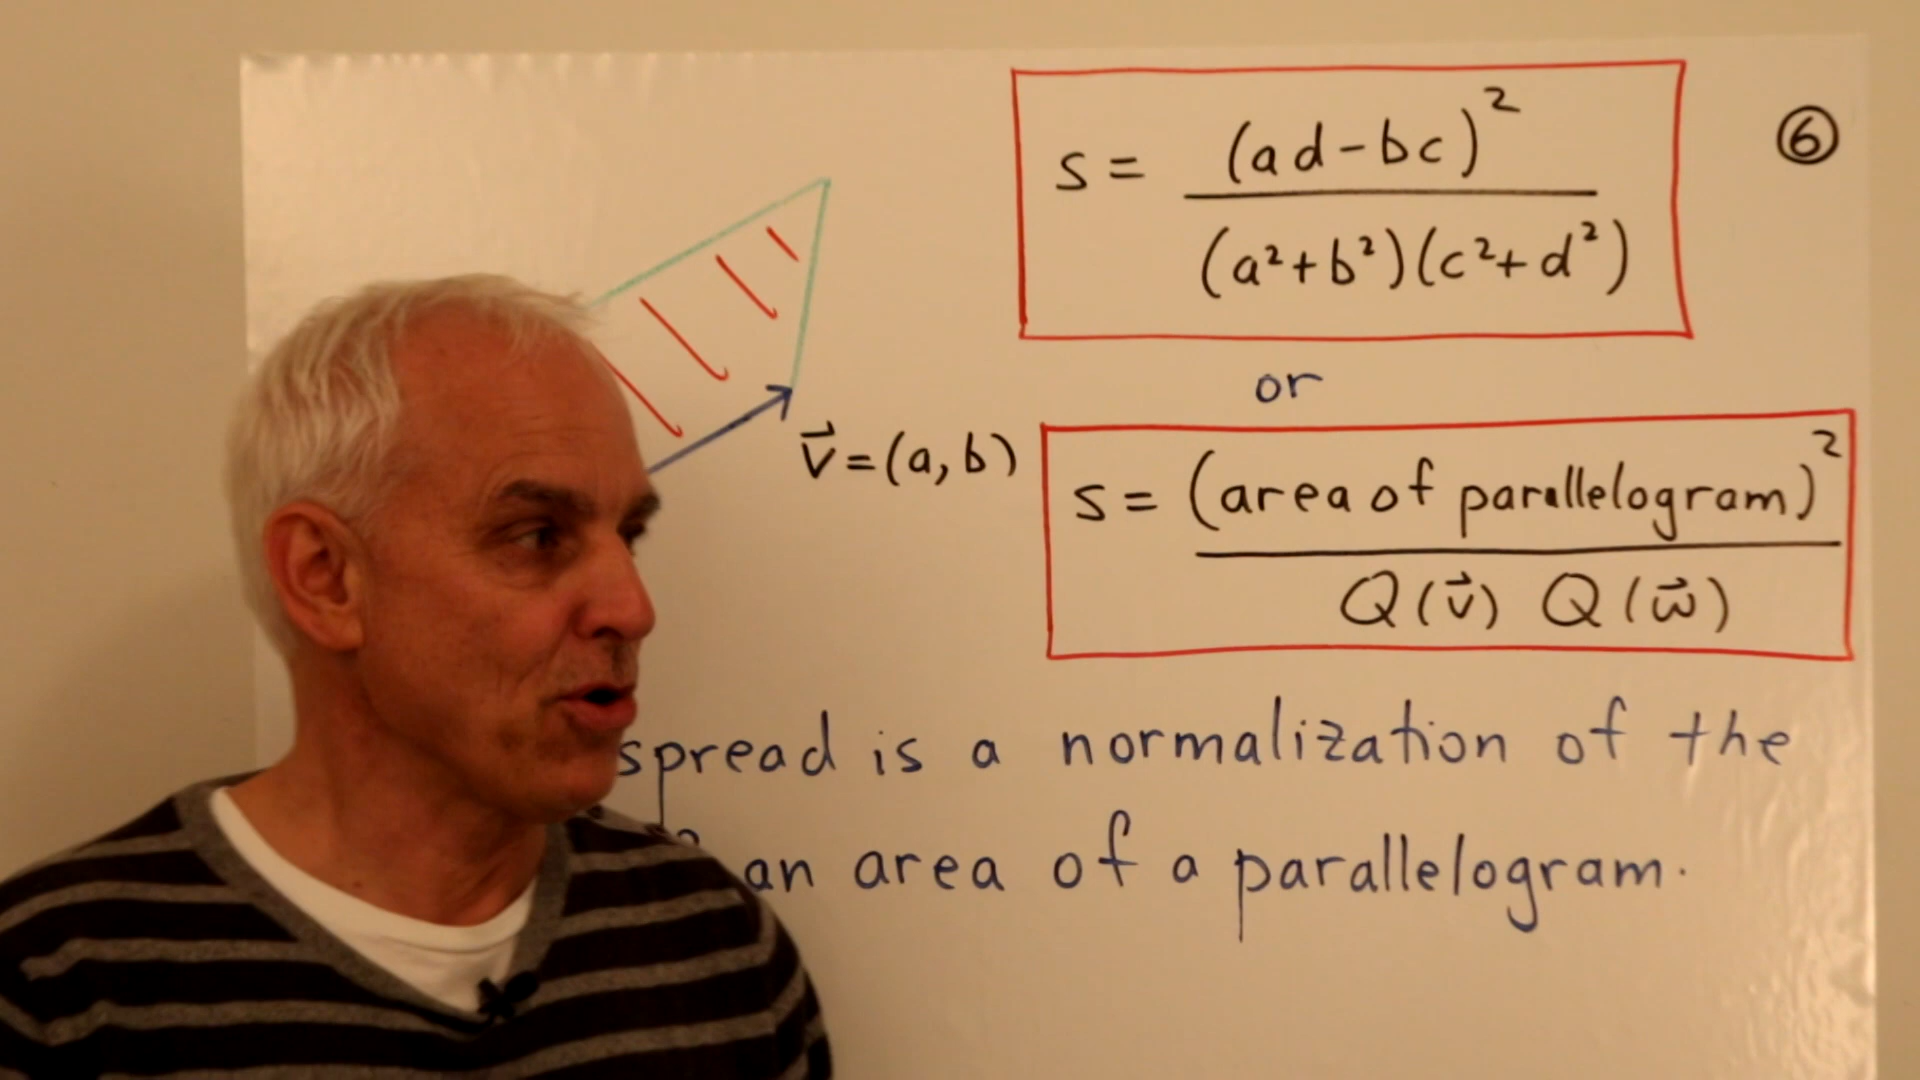 s = (ad-bc)² / (a²+b²)(c²+d²)
⑥
or
v⃗ = (a, b)
s = (area of parallelogram)² / Q(v⃗) Q(w⃗)
spread is a normalization of the
an area of a parallelogram.